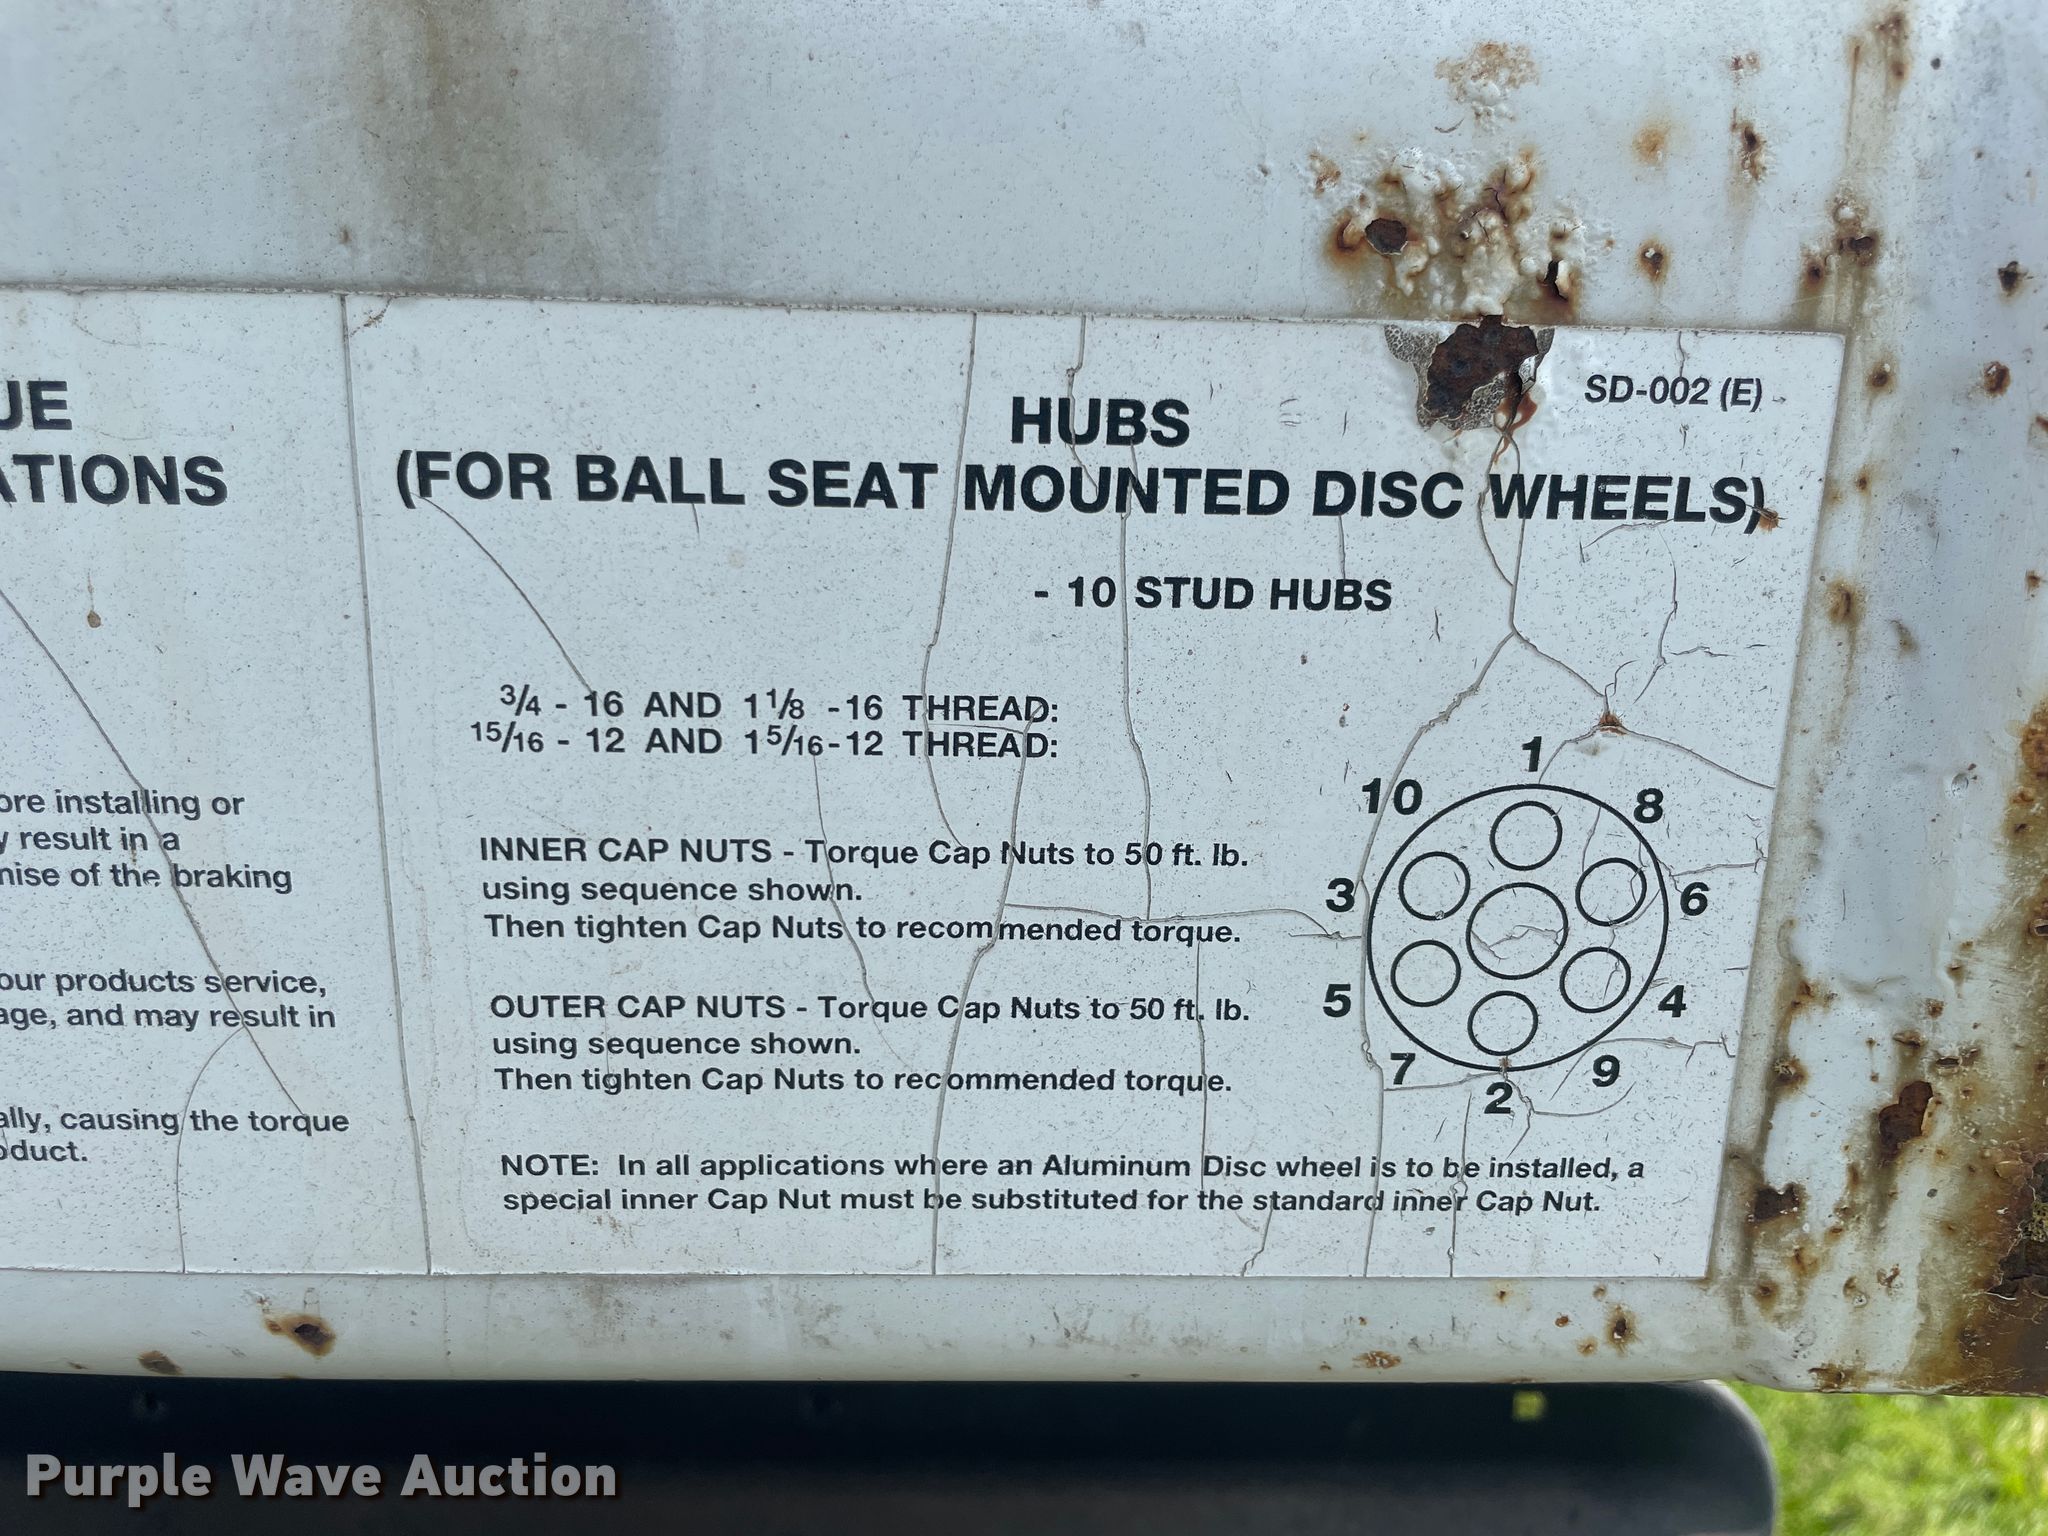 ATIONS
ore installing or
result in a
mise of the braking
our products service,
age, and may result in
ally, causing the torque
oduct.
SD-002 (E)
HUBS
(FOR BALL SEAT MOUNTED DISC WHEELS)
- 10 STUD HUBS
3/4 - 16 AND 1 1/8 -16 THREAD:
15/16 - 12 AND 1 5/16-12 THREAD:
INNER CAP NUTS - Torque Cap Nuts to 50 ft. lb.
using sequence shown.
Then tighten Cap Nuts to recommended torque.
OUTER CAP NUTS - Torque Cap Nuts to 50 ft. lb.
using sequence shown.
Then tighten Cap Nuts to recommended torque.
1
10 8
3 6
5 4
7 9
2
NOTE: In all applications where an Aluminum Disc wheel is to be installed, a
special inner Cap Nut must be substituted for the standard inner Cap Nut.
Purple Wave Auction